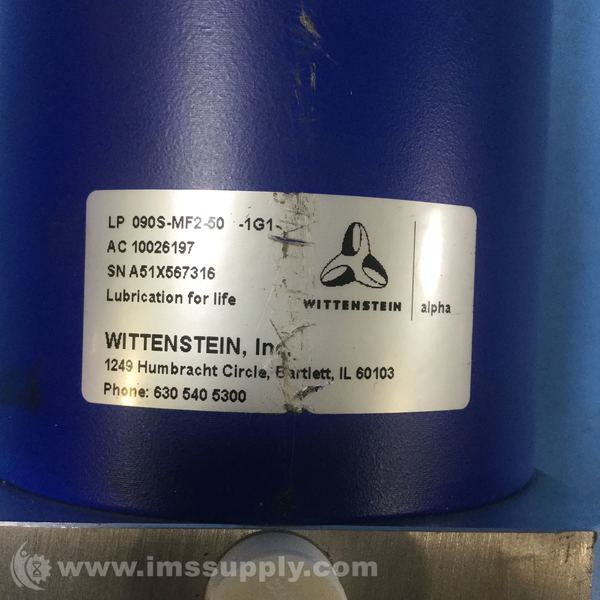 LP 090S-MF2-50 -1G1-
AC 10026197
SN A51X567316
Lubrication for life
WITTENSTEIN alpha
WITTENSTEIN,
1249 Humbracht Circle, Bartlett, IL 60103
Phone: 630 540 5300
www.imssupply.com